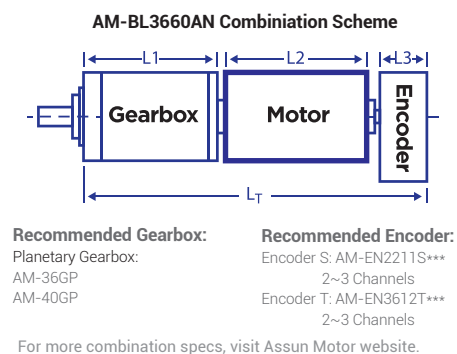 AM-BL3660AN Combiniation Scheme
L1
L2
L3
Gearbox
Motor
Encoder
LT
Recommended Gearbox:
Planetary Gearbox:
AM-36GP
AM-40GP
Recommended Encoder:
Encoder S: AM-EN2211S***
2~3 Channels
Encoder T: AM-EN3612T***
2~3 Channels
For more combination specs, visit Assun Motor website.